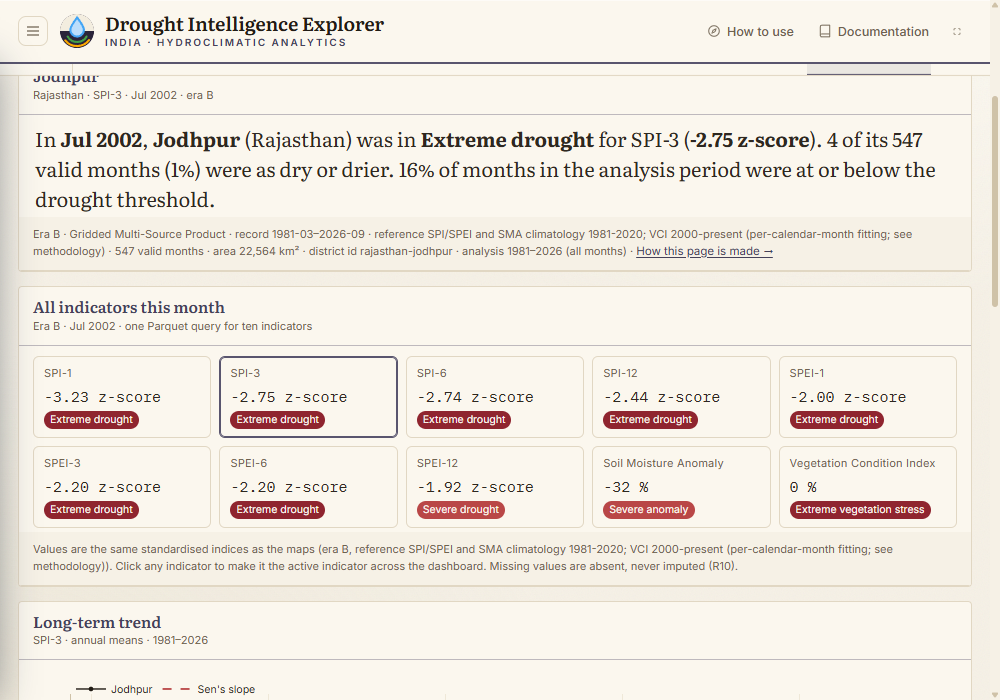 Drought Intelligence Explorer
INDIA · HYDROCLIMATIC ANALYTICS
How to use
Documentation
Jodhpur
Rajasthan · SPI-3 · Jul 2002 · era B
In Jul 2002, Jodhpur (Rajasthan) was in Extreme drought for SPI-3 (-2.75 z-score). 4 of its 547
valid months (1%) were as dry or drier. 16% of months in the analysis period were at or below the
drought threshold.
Era B · Gridded Multi-Source Product · record 1981-03–2026-09 · reference SPI/SPEI and SMA climatology 1981-2020; VCI 2000-present (per-calendar-month fitting; see
methodology) · 547 valid months · area 22,564 km² · district id rajasthan-jodhpur · analysis 1981–2026 (all months) · How this page is made →
All indicators this month
Era B · Jul 2002 · one Parquet query for ten indicators
SPI-1
-3.23 z-score
Extreme drought
SPI-3
-2.75 z-score
Extreme drought
SPI-6
-2.74 z-score
Extreme drought
SPI-12
-2.44 z-score
Extreme drought
SPEI-1
-2.00 z-score
Extreme drought
SPEI-3
-2.20 z-score
Extreme drought
SPEI-6
-2.20 z-score
Extreme drought
SPEI-12
-1.92 z-score
Severe drought
Soil Moisture Anomaly
-32 %
Severe anomaly
Vegetation Condition Index
0 %
Extreme vegetation stress
Values are the same standardised indices as the maps (era B, reference SPI/SPEI and SMA climatology 1981-2020; VCI 2000-present (per-calendar-month fitting; see
methodology)). Click any indicator to make it the active indicator across the dashboard. Missing values are absent, never imputed (R10).
Long-term trend
SPI-3 · annual means · 1981–2026
Jodhpur
Sen's slope